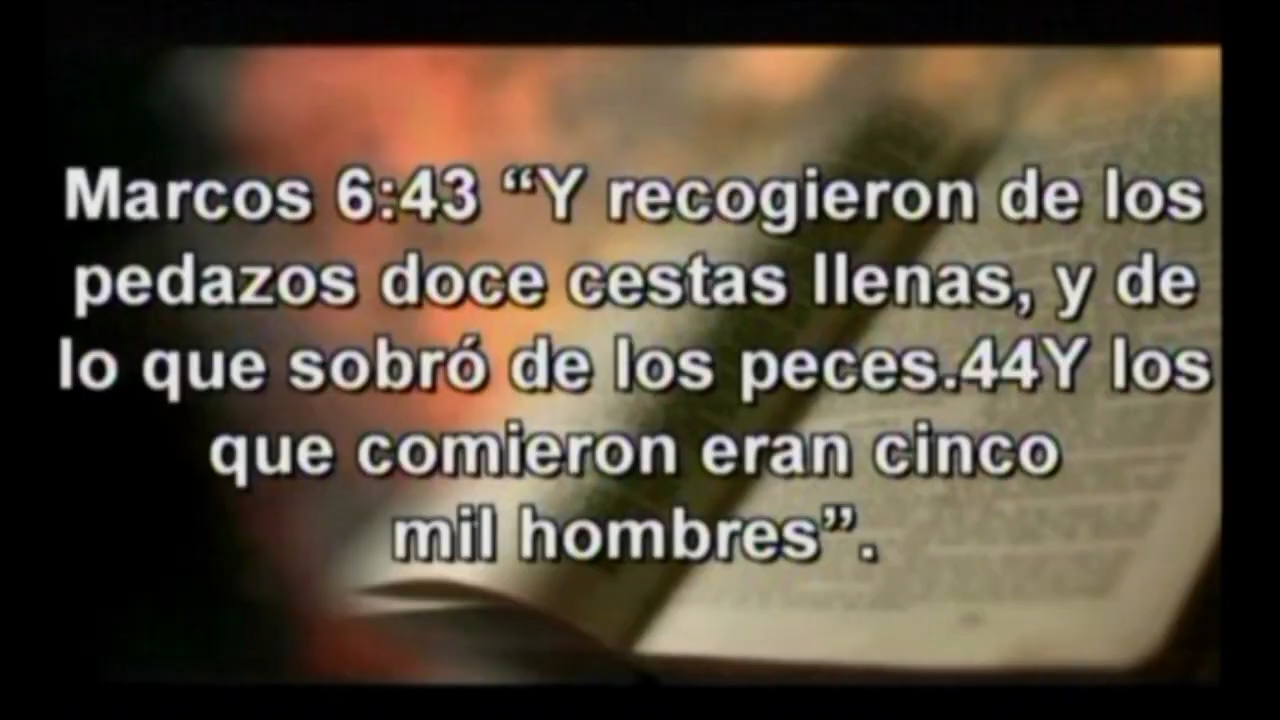 Marcos 6:43 “Y recogieron de los
pedazos doce cestas llenas, y de
lo que sobró de los peces.44Y los
que comieron eran cinco
mil hombres”.